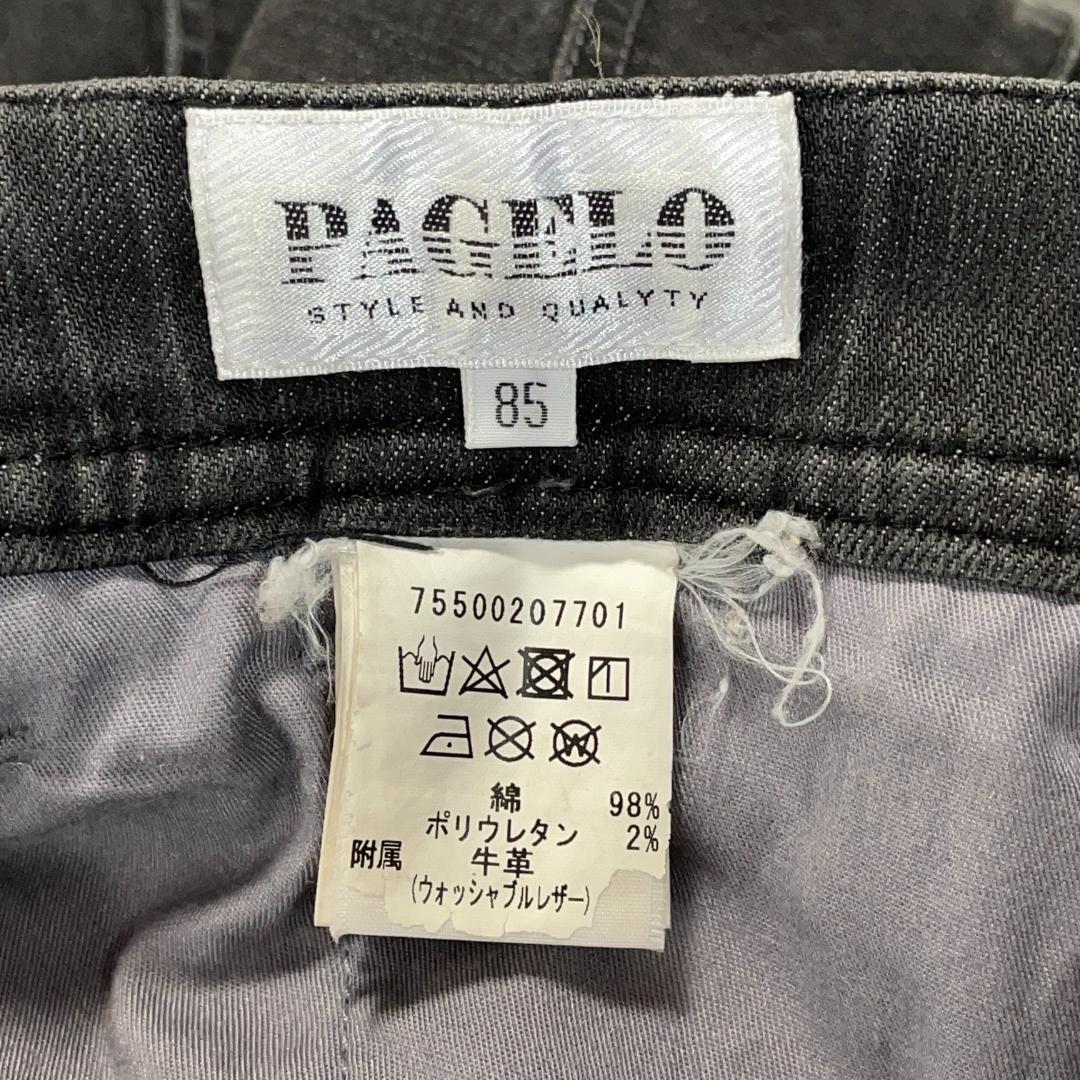 PAGELO
STYLE AND QUALYTY
85
75500207701
W
綿 98%
ポリウレタン 2%
附属 牛革
(ウォッシャブルレザー)